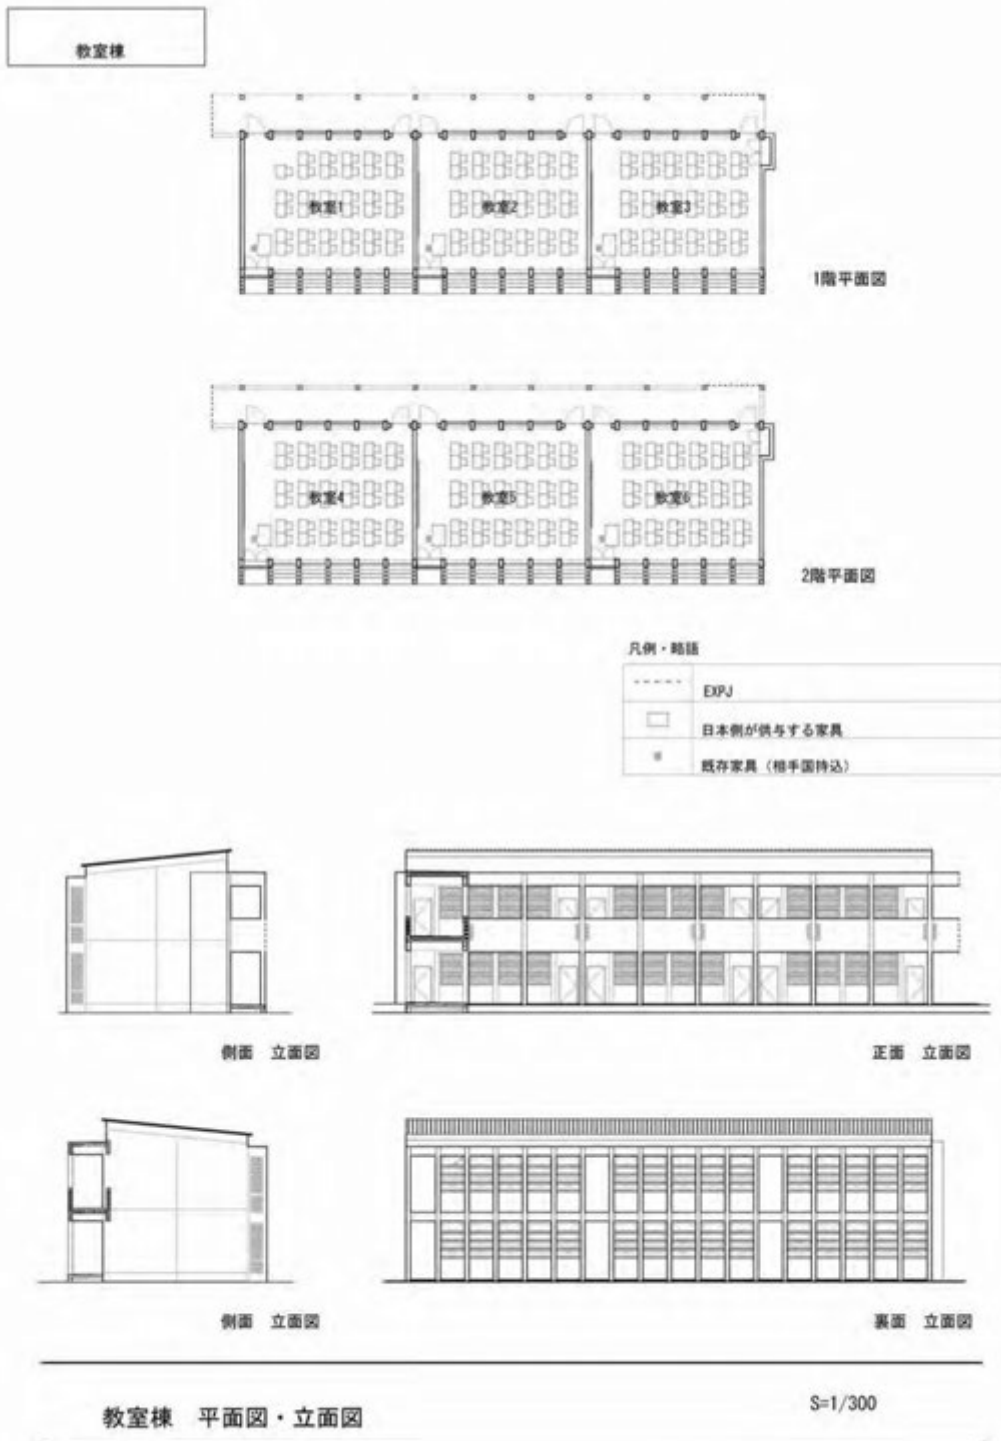 教室棟
教室1
教室2
教室3
1階平面図
教室4
教室5
教室6
2階平面図
凡例・略語
EXPJ
日本側が供与する家具
既存家具（相手国持込）
側面　立面図
正面　立面図
側面　立面図
裏面　立面図
教室棟　平面図・立面図
S=1/300